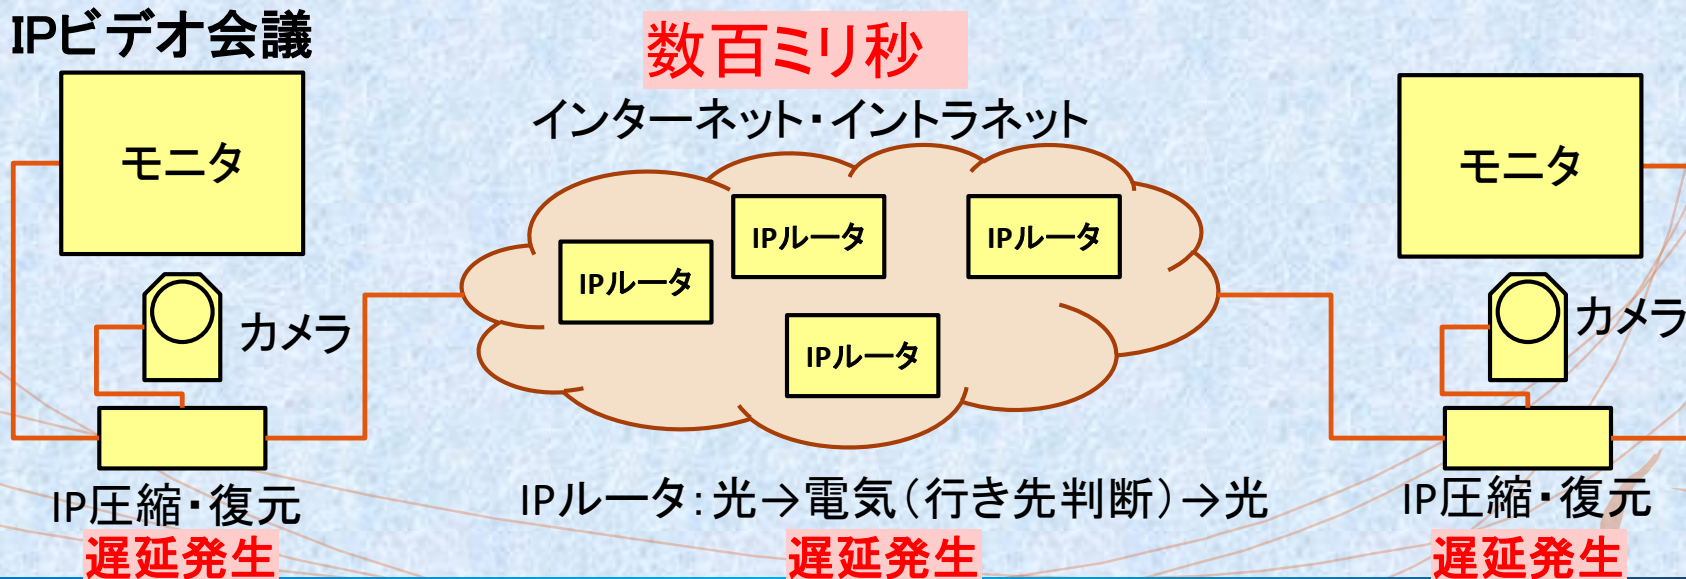 IPビデオ会議
数百ミリ秒
インターネット・イントラネット
モニタ
モニタ
IPルータ
IPルータ
IPルータ
IPルータ
カメラ
カメラ
IP圧縮・復元
IPルータ:光→電気(行き先判断)→光
IP圧縮・復元
遅延発生
遅延発生
遅延発生